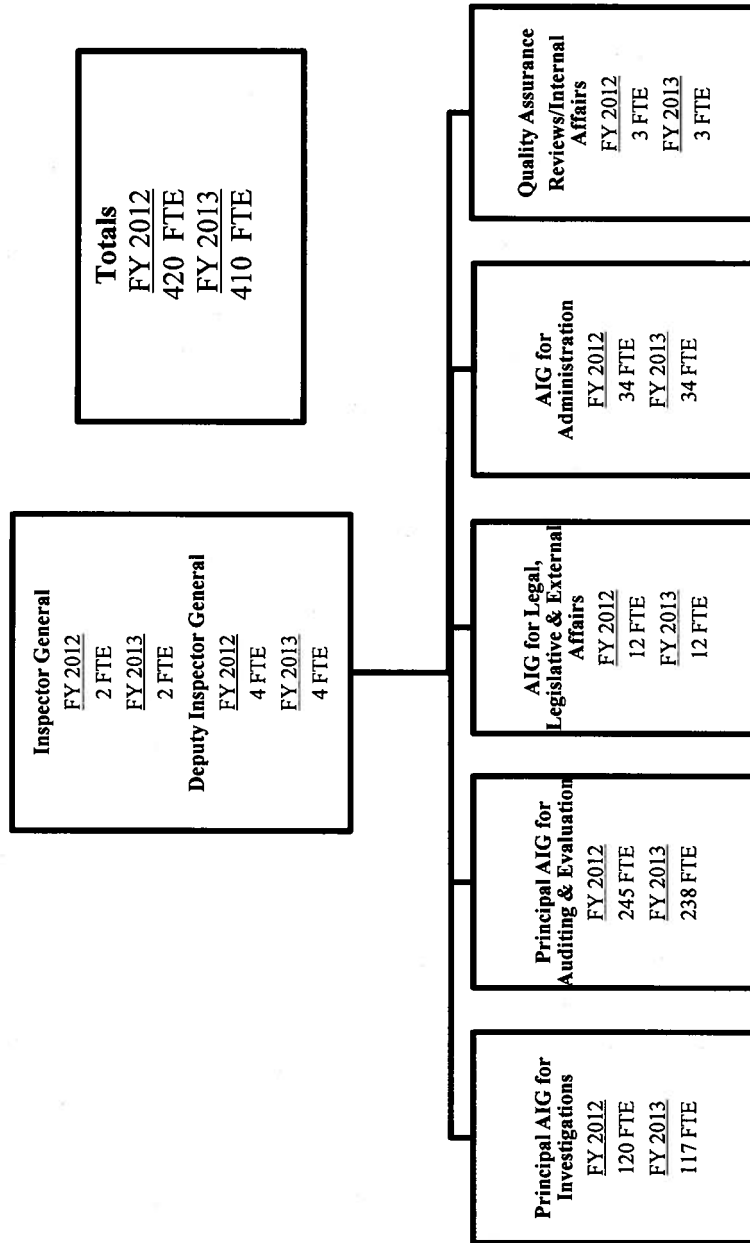 Inspector General
FY 2012
2 FTE
FY 2013
2 FTE
Deputy Inspector General
FY 2012
4 FTE
FY 2013
4 FTE
Totals
FY 2012
420 FTE
FY 2013
410 FTE
Principal AIG for
Investigations
FY 2012
120 FTE
FY 2013
117 FTE
Principal AIG for
Auditing & Evaluation
FY 2012
245 FTE
FY 2013
238 FTE
AIG for Legal,
Legislative & External
Affairs
FY 2012
12 FTE
FY 2013
12 FTE
AIG for
Administration
FY 2012
34 FTE
FY 2013
34 FTE
Quality Assurance
Reviews/Internal
Affairs
FY 2012
3 FTE
FY 2013
3 FTE